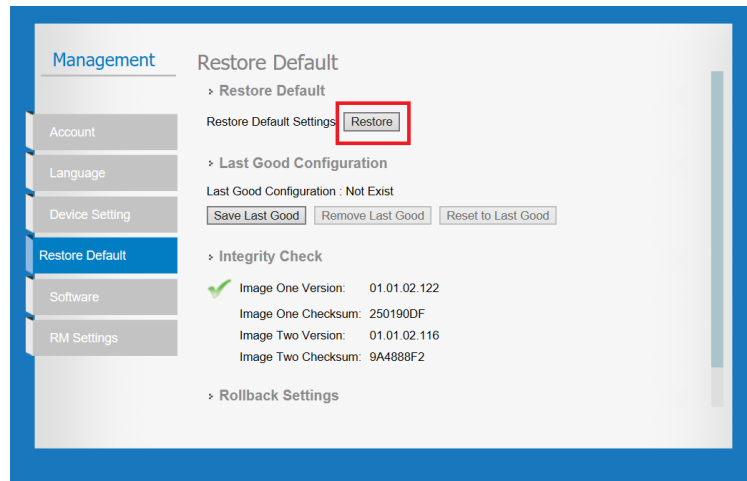 Management
Account
Language
Device Setting
Restore Default
Software
RM Settings
Restore Default
Restore Default
Restore Default Settings Restore
Last Good Configuration
Last Good Configuration : Not Exist
Save Last Good Remove Last Good Reset to Last Good
Integrity Check
Image One Version: 01.01.02.122
Image One Checksum: 250190DF
Image Two Version: 01.01.02.116
Image Two Checksum: 9A4888F2
Rollback Settings